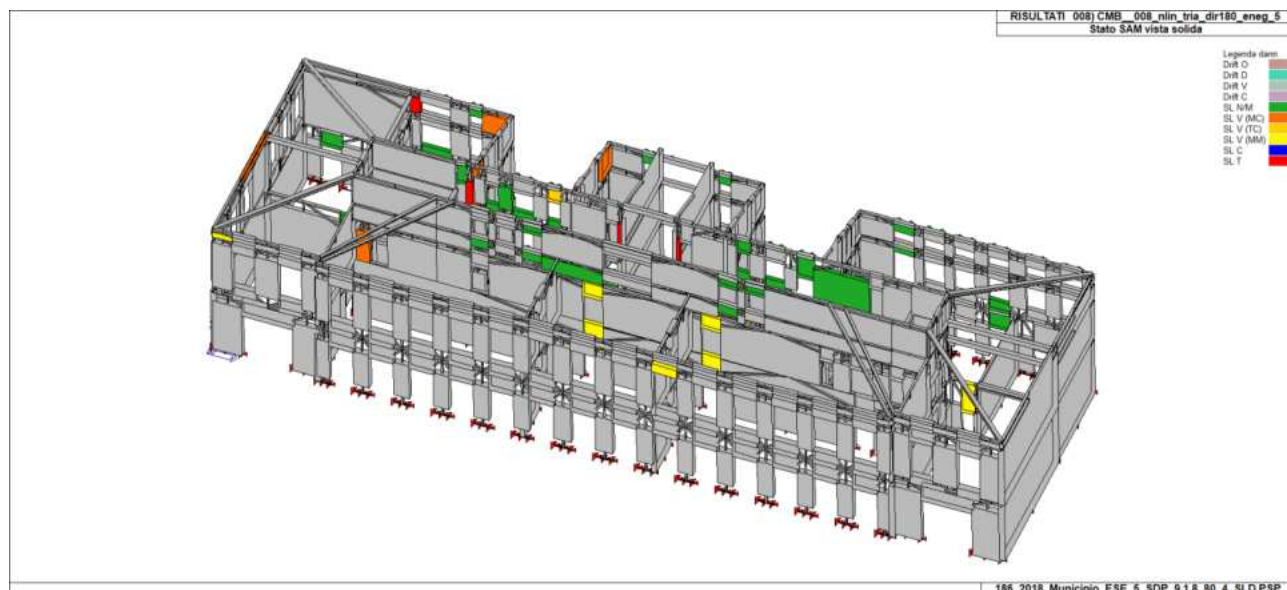 RISULTATI 008) CMB__008_nlin_tria_dir180_eneg_5
Stato SAM vista solida
Legenda danni
Drift O
Drift D
Drift V
Drift C
SL N/M
SL V (MC)
SL V (TC)
SL V (MM)
SL C
SL T
186_2018_Municipio_ESE_5_SDP_9.1.8_80_4_SLD.PSP